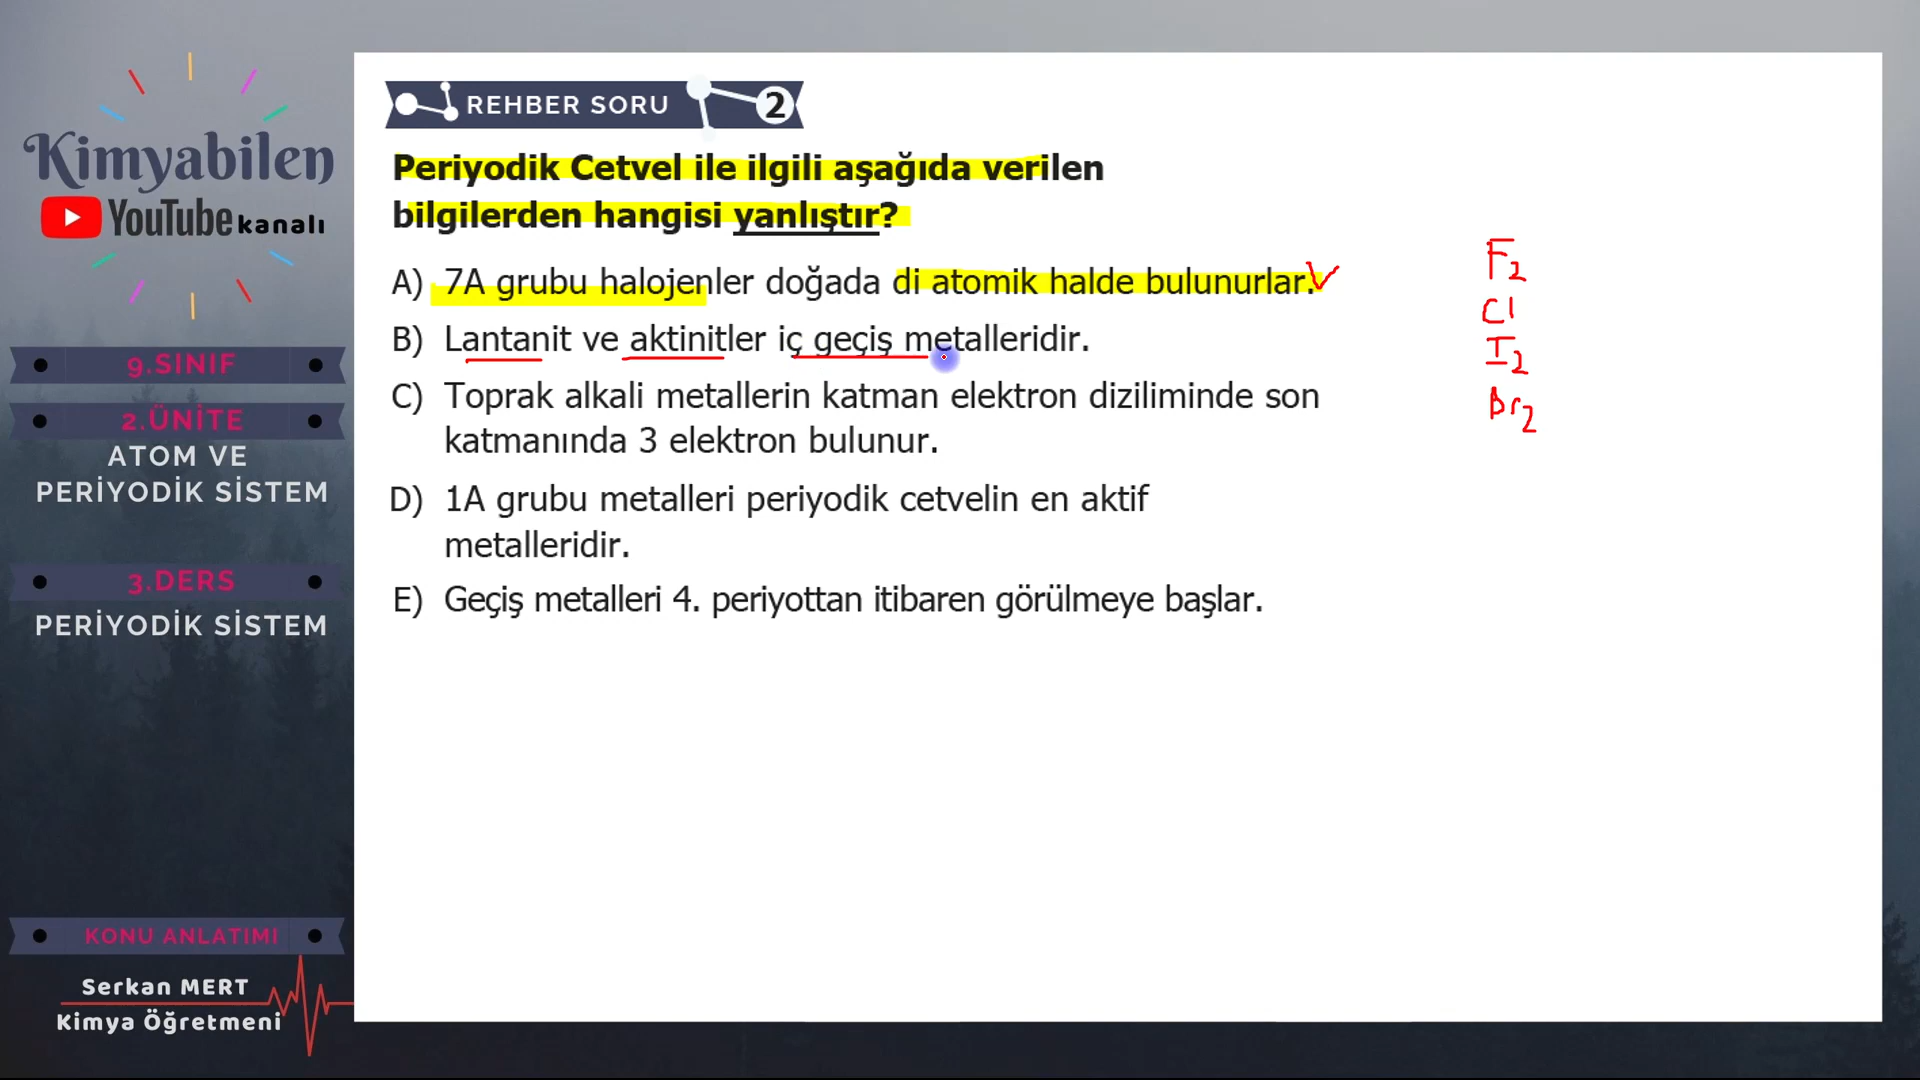 Kimyabilen
YouTube kanalı
9.SINIF
2.ÜNİTE
ATOM VE
PERİYODİK SİSTEM
3.DERS
PERİYODİK SİSTEM
KONU ANLATIMI
Serkan MERT
Kimya Öğretmeni
REHBER SORU 2
Periyodik Cetvel ile ilgili aşağıda verilen
bilgilerden hangisi yanlıştır?
A) 7A grubu halojenler doğada di atomik halde bulunurlar.
B) Lantanit ve aktinitler iç geçiş metalleridir.
C) Toprak alkali metallerin katman elektron diziliminde son
katmanında 3 elektron bulunur.
D) 1A grubu metalleri periyodik cetvelin en aktif
metalleridir.
E) Geçiş metalleri 4. periyottan itibaren görülmeye başlar.
F2
Cl
I2
Br2